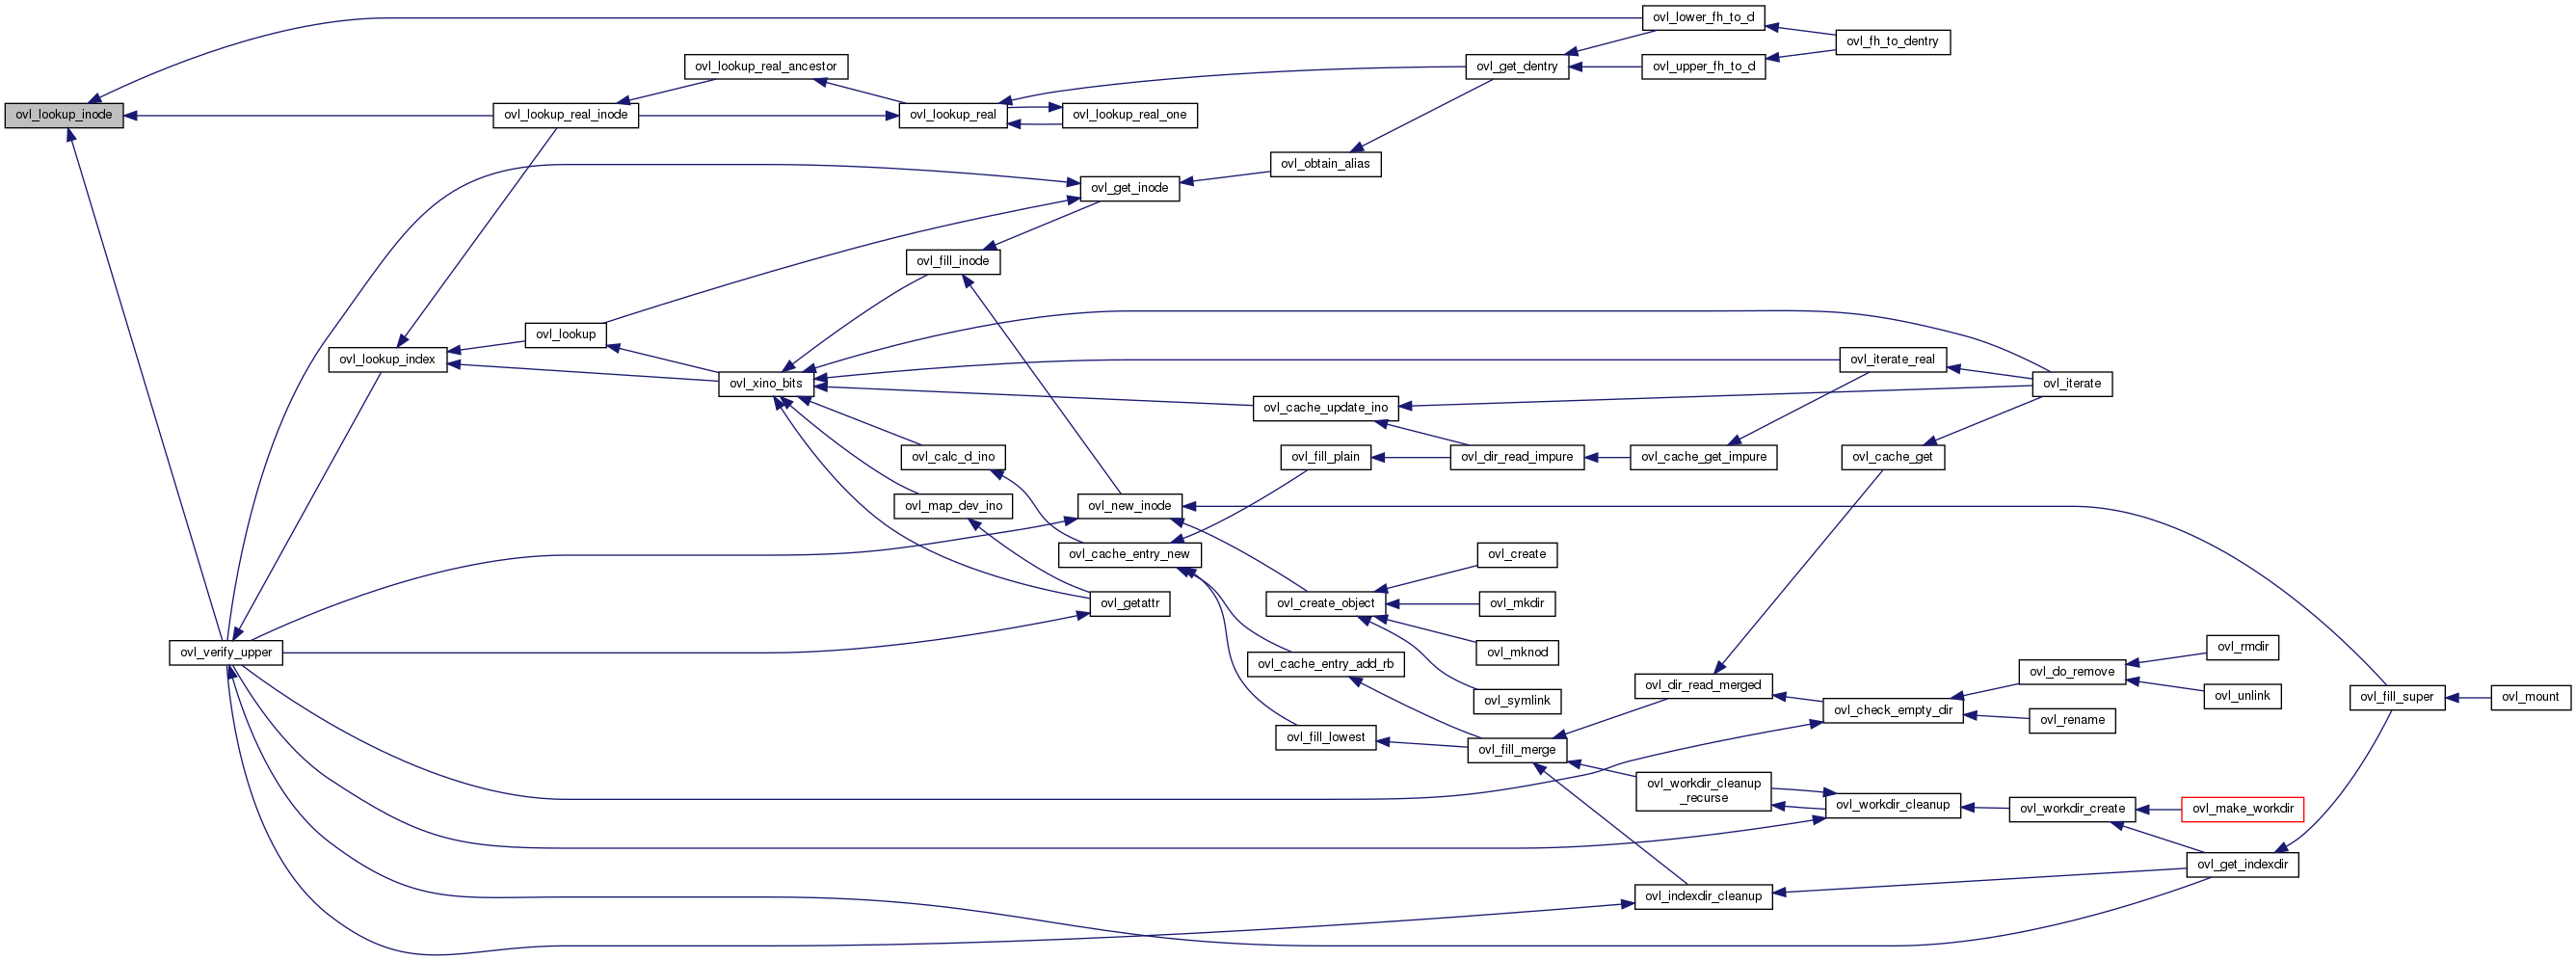 ovl_lower_fh_to_d
ovl_fh_to_dentry
ovl_lookup_real_ancestor
ovl_get_dentry
ovl_upper_fh_to_d
ovl_lookup_inode
ovl_lookup_real_inode
ovl_lookup_real
ovl_lookup_real_one
ovl_obtain_alias
ovl_get_inode
ovl_fill_inode
ovl_lookup
ovl_lookup_index
ovl_iterate_real
ovl_xino_bits
ovl_iterate
ovl_cache_update_ino
ovl_calc_d_ino
ovl_fill_plain
ovl_dir_read_impure
ovl_cache_get_impure
ovl_cache_get
ovl_map_dev_ino
ovl_new_inode
ovl_cache_entry_new
ovl_create
ovl_getattr
ovl_create_object
ovl_mkdir
ovl_verify_upper
ovl_mknod
ovl_rmdir
ovl_cache_entry_add_rb
ovl_do_remove
ovl_dir_read_merged
ovl_symlink
ovl_unlink
ovl_fill_super
ovl_mount
ovl_check_empty_dir
ovl_rename
ovl_fill_lowest
ovl_fill_merge
ovl_workdir_cleanup
_recurse
ovl_workdir_cleanup
ovl_workdir_create
ovl_make_workdir
ovl_get_indexdir
ovl_indexdir_cleanup